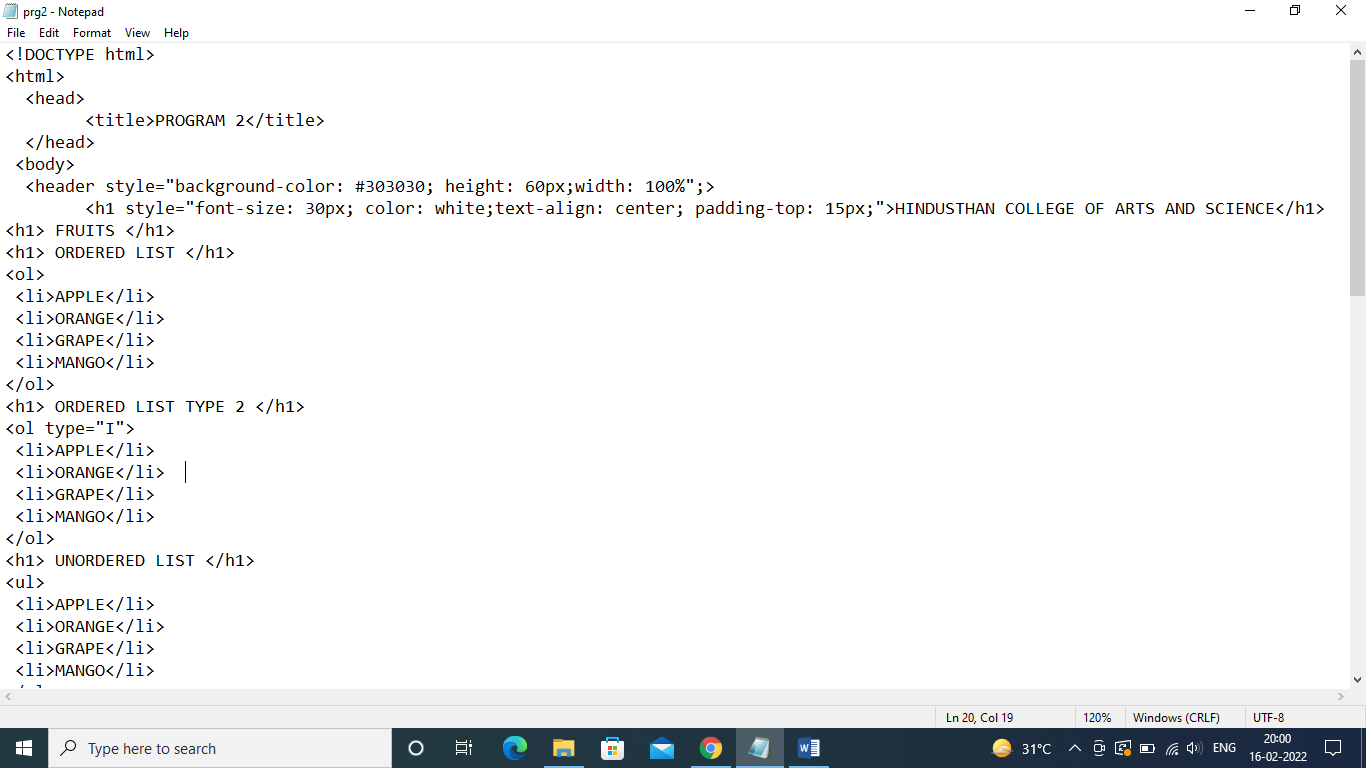 prg2 - Notepad
File Edit Format View Help
<!DOCTYPE html>
<html>
  <head>
        <title>PROGRAM 2</title>
  </head>
 <body>
  <header style="background-color: #303030; height: 60px;width: 100%";>
        <h1 style="font-size: 30px; color: white;text-align: center; padding-top: 15px;">HINDUSTHAN COLLEGE OF ARTS AND SCIENCE</h1>
<h1> FRUITS </h1>
<h1> ORDERED LIST </h1>
<ol>
 <li>APPLE</li>
 <li>ORANGE</li>
 <li>GRAPE</li>
 <li>MANGO</li>
</ol>
<h1> ORDERED LIST TYPE 2 </h1>
<ol type="I">
 <li>APPLE</li>
 <li>ORANGE</li>
 <li>GRAPE</li>
 <li>MANGO</li>
</ol>
<h1> UNORDERED LIST </h1>
<ul>
 <li>APPLE</li>
 <li>ORANGE</li>
 <li>GRAPE</li>
 <li>MANGO</li>
Ln 20, Col 19 120% Windows (CRLF) UTF-8
Type here to search 31°C ENG 20:00
16-02-2022